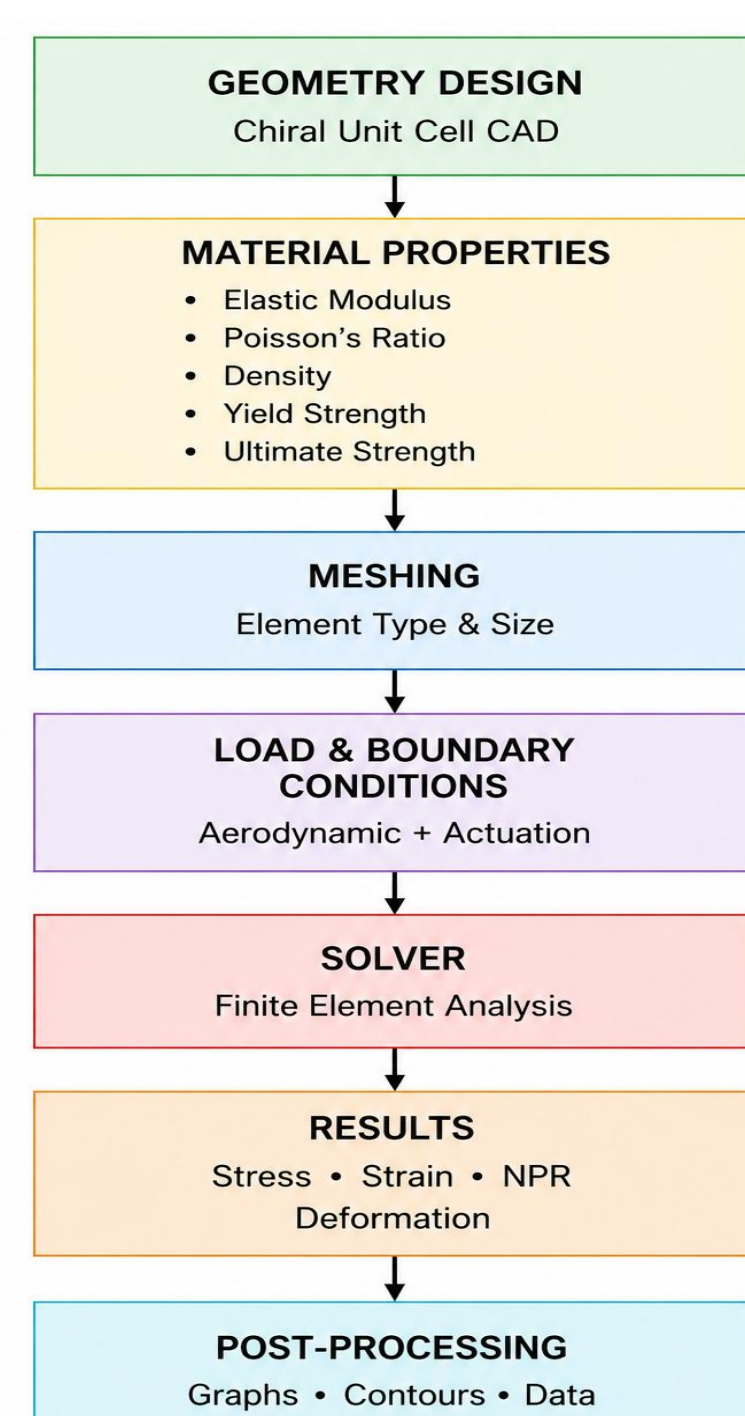 GEOMETRY DESIGN
Chiral Unit Cell CAD
MATERIAL PROPERTIES
• Elastic Modulus
• Poisson’s Ratio
• Density
• Yield Strength
• Ultimate Strength
MESHING
Element Type & Size
LOAD & BOUNDARY
CONDITIONS
Aerodynamic + Actuation
SOLVER
Finite Element Analysis
RESULTS
Stress • Strain • NPR
Deformation
POST-PROCESSING
Graphs • Contours • Data